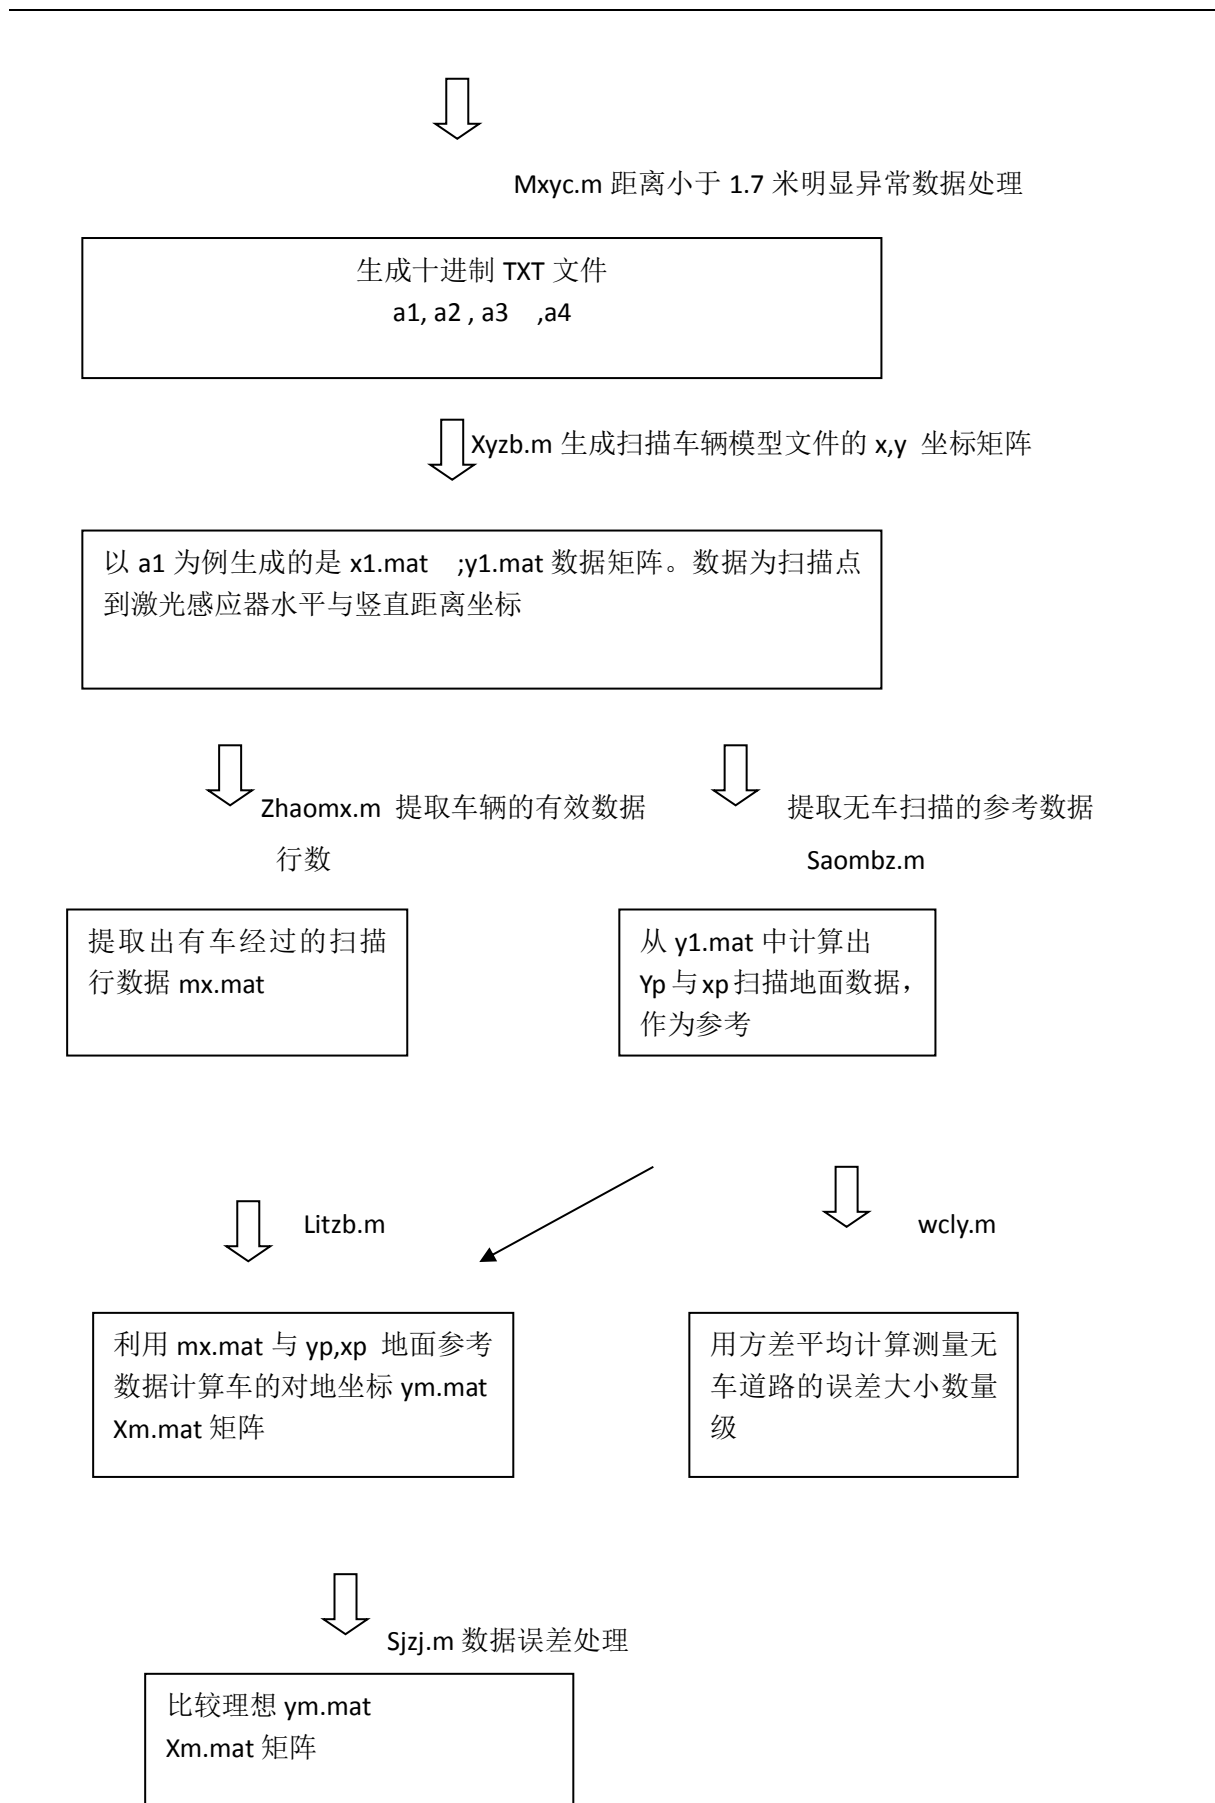 Mxyc.m 距离小于 1.7 米明显异常数据处理
生成十进制 TXT 文件
a1, a2 , a3 ,a4
Xyzb.m 生成扫描车辆模型文件的 x,y 坐标矩阵
以 a1 为例生成的是 x1.mat ;y1.mat 数据矩阵。数据为扫描点
到激光感应器水平与竖直距离坐标
Zhaomx.m 提取车辆的有效数据
行数
提取无车扫描的参考数据
Saombz.m
提取出有车经过的扫描
行数据 mx.mat
从 y1.mat 中计算出
Yp 与 xp 扫描地面数据，
作为参考
Litzb.m
wcly.m
利用 mx.mat 与 yp,xp 地面参考
数据计算车的对地坐标 ym.mat
Xm.mat 矩阵
用方差平均计算测量无
车道路的误差大小数量
级
Sjzj.m 数据误差处理
比较理想 ym.mat
Xm.mat 矩阵